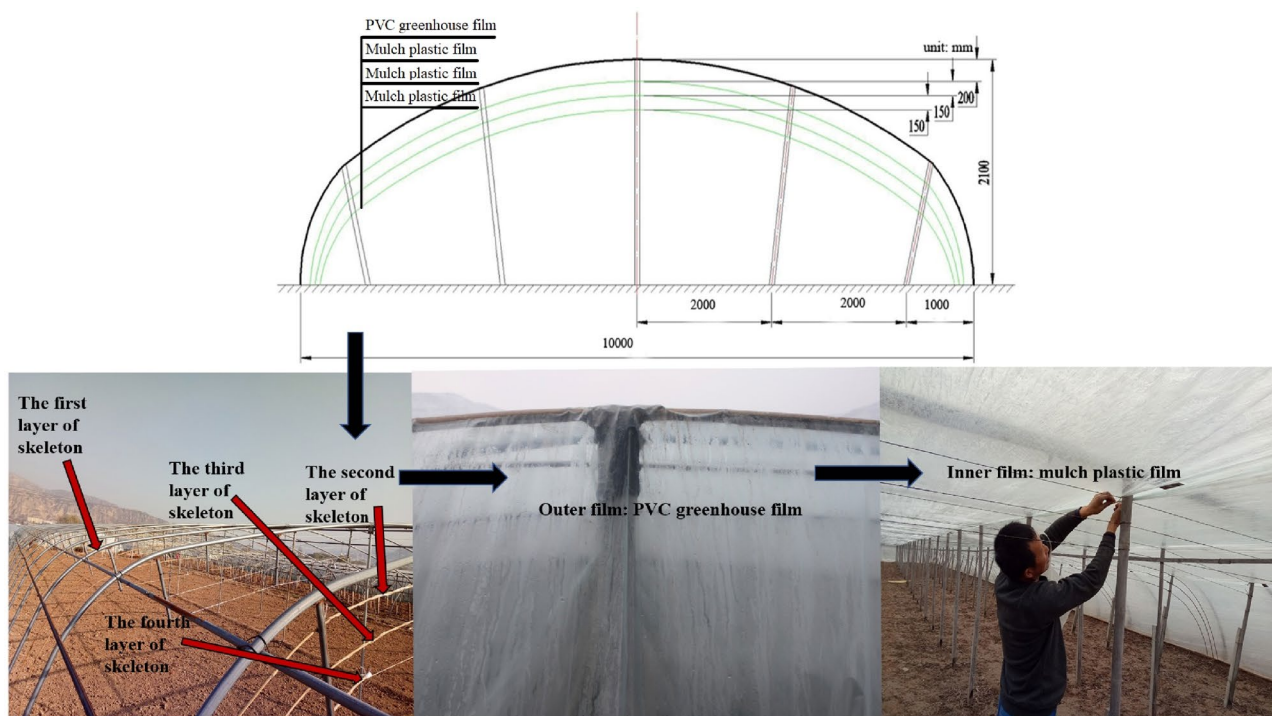 PVC greenhouse film
Mulch plastic film
Mulch plastic film
Mulch plastic film
unit: mm
200
150
150
2100
2000
2000
1000
10000
The first
layer of
skeleton
The third
layer of
skeleton
The second
layer of
skeleton
The fourth
layer of
skeleton
Outer film: PVC greenhouse film
Inner film: mulch plastic film